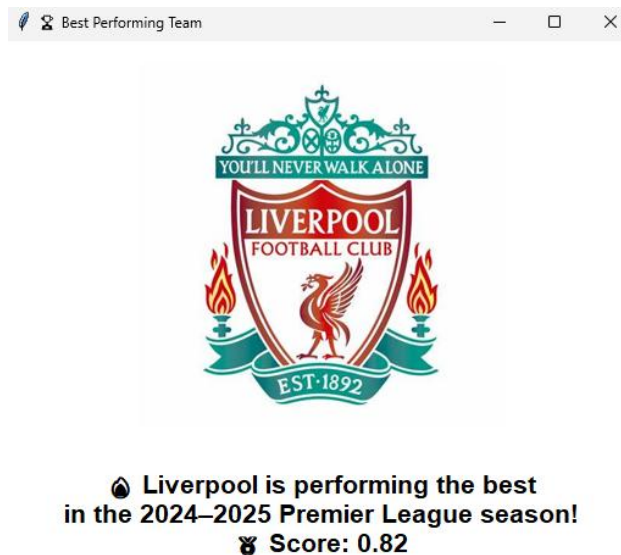 🏆 Best Performing Team
YOU'LL NEVER WALK ALONE
LIVERPOOL
FOOTBALL CLUB
EST·1892
🔥 Liverpool is performing the best
in the 2024–2025 Premier League season!
🏅 Score: 0.82